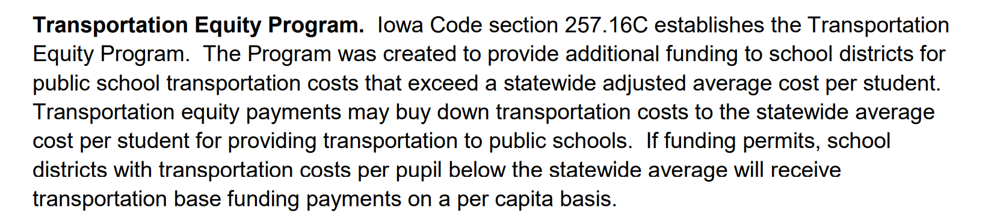 Transportation Equity Program.  Iowa Code section 257.16C establishes the Transportation
Equity Program.  The Program was created to provide additional funding to school districts for
public school transportation costs that exceed a statewide adjusted average cost per student.
Transportation equity payments may buy down transportation costs to the statewide average
cost per student for providing transportation to public schools.  If funding permits, school
districts with transportation costs per pupil below the statewide average will receive
transportation base funding payments on a per capita basis.